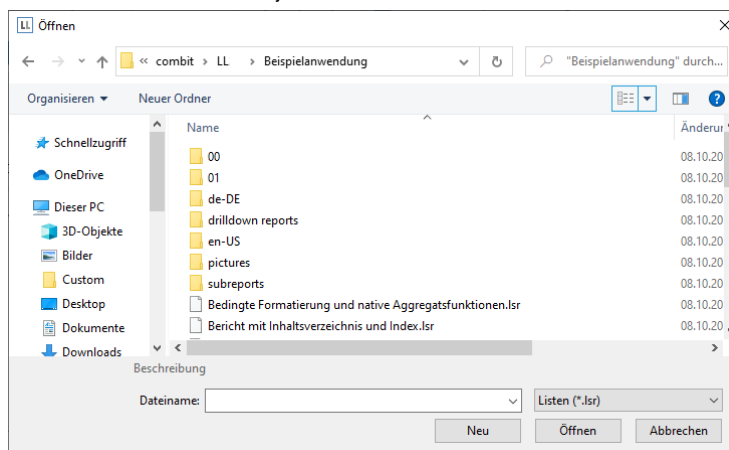 LL Öffnen
« combit › LL › Beispielanwendung
"Beispielanwendung" durch...
Organisieren Neuer Ordner
Name Änderur
Schnellzugriff
OneDrive
Dieser PC
3D-Objekte
Bilder
Custom
Desktop
Dokumente
Downloads
00 08.10.20
01 08.10.20
de-DE 08.10.20
drilldown reports 08.10.20
en-US 08.10.20
pictures 08.10.20
subreports 08.10.20
Bedingte Formatierung und native Aggregatsfunktionen.lsr 08.10.20
Bericht mit Inhaltsverzeichnis und Index.lsr 08.10.20
Beschreibung
Dateiname: Listen (*.lsr)
Neu Öffnen Abbrechen